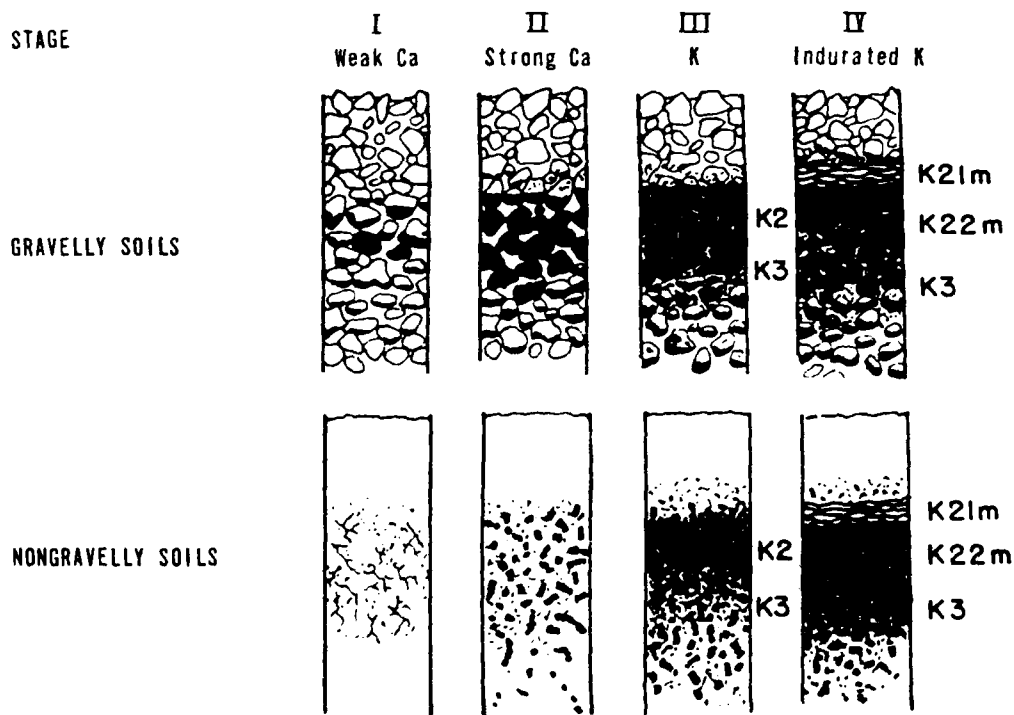 STAGE
I II III IV
Weak Ca Strong Ca K Indurated K
GRAVELLY SOILS
K2
K3
K21m
K22m
K3
NONGRAVELLY SOILS
K2
K3
K21m
K22m
K3